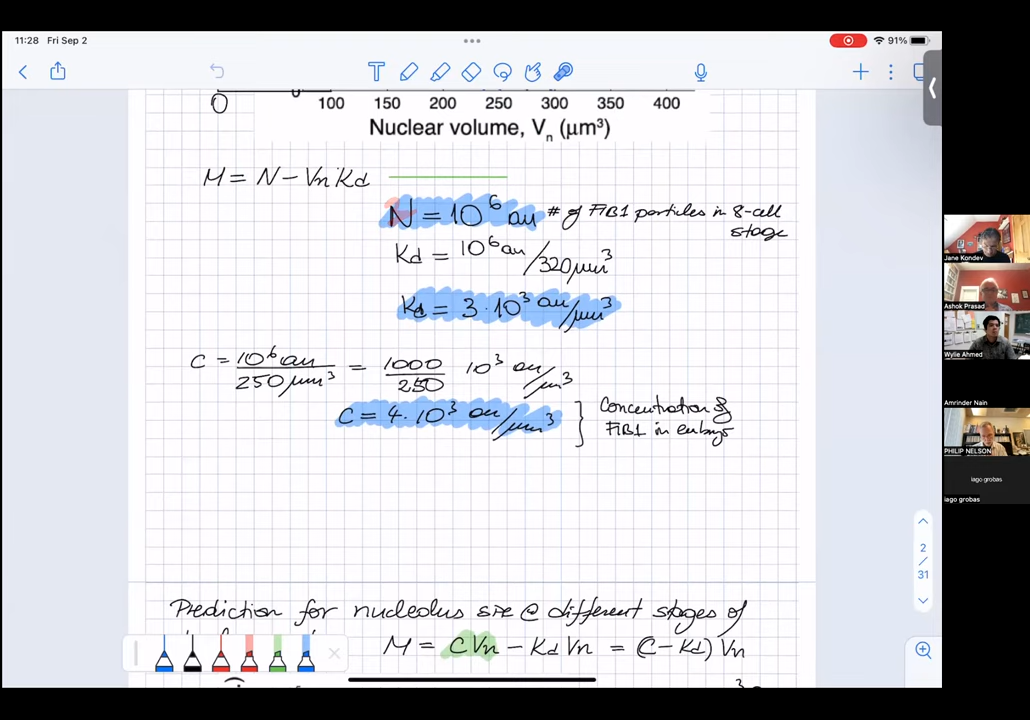 11:28 Fri Sep 2
91%
0
100 150 200 250 300 350 400
Nuclear volume, Vn (μm³)
M = N - Vn Kd
N = 10⁶ au # of FIB1 particles in 8-cell
stage
Kd = 10⁶ au/320μm³
Kd = 3·10³ au/μm³
C = 10⁶ au/250 μm³ = 1000/250 10³ au/μm³
C = 4·10³ au/μm³ } Concentration of
FIB1 in embryo
Prediction for nucleolus size @ different stages of
M = CVn - KdVn = (C - Kd) Vn
3
2
/
31
Jane Kondev
Ashok Prasad
Wylie Ahmed
Amrinder Nain
PHILIP NELSON
iago grobas
iago grobas